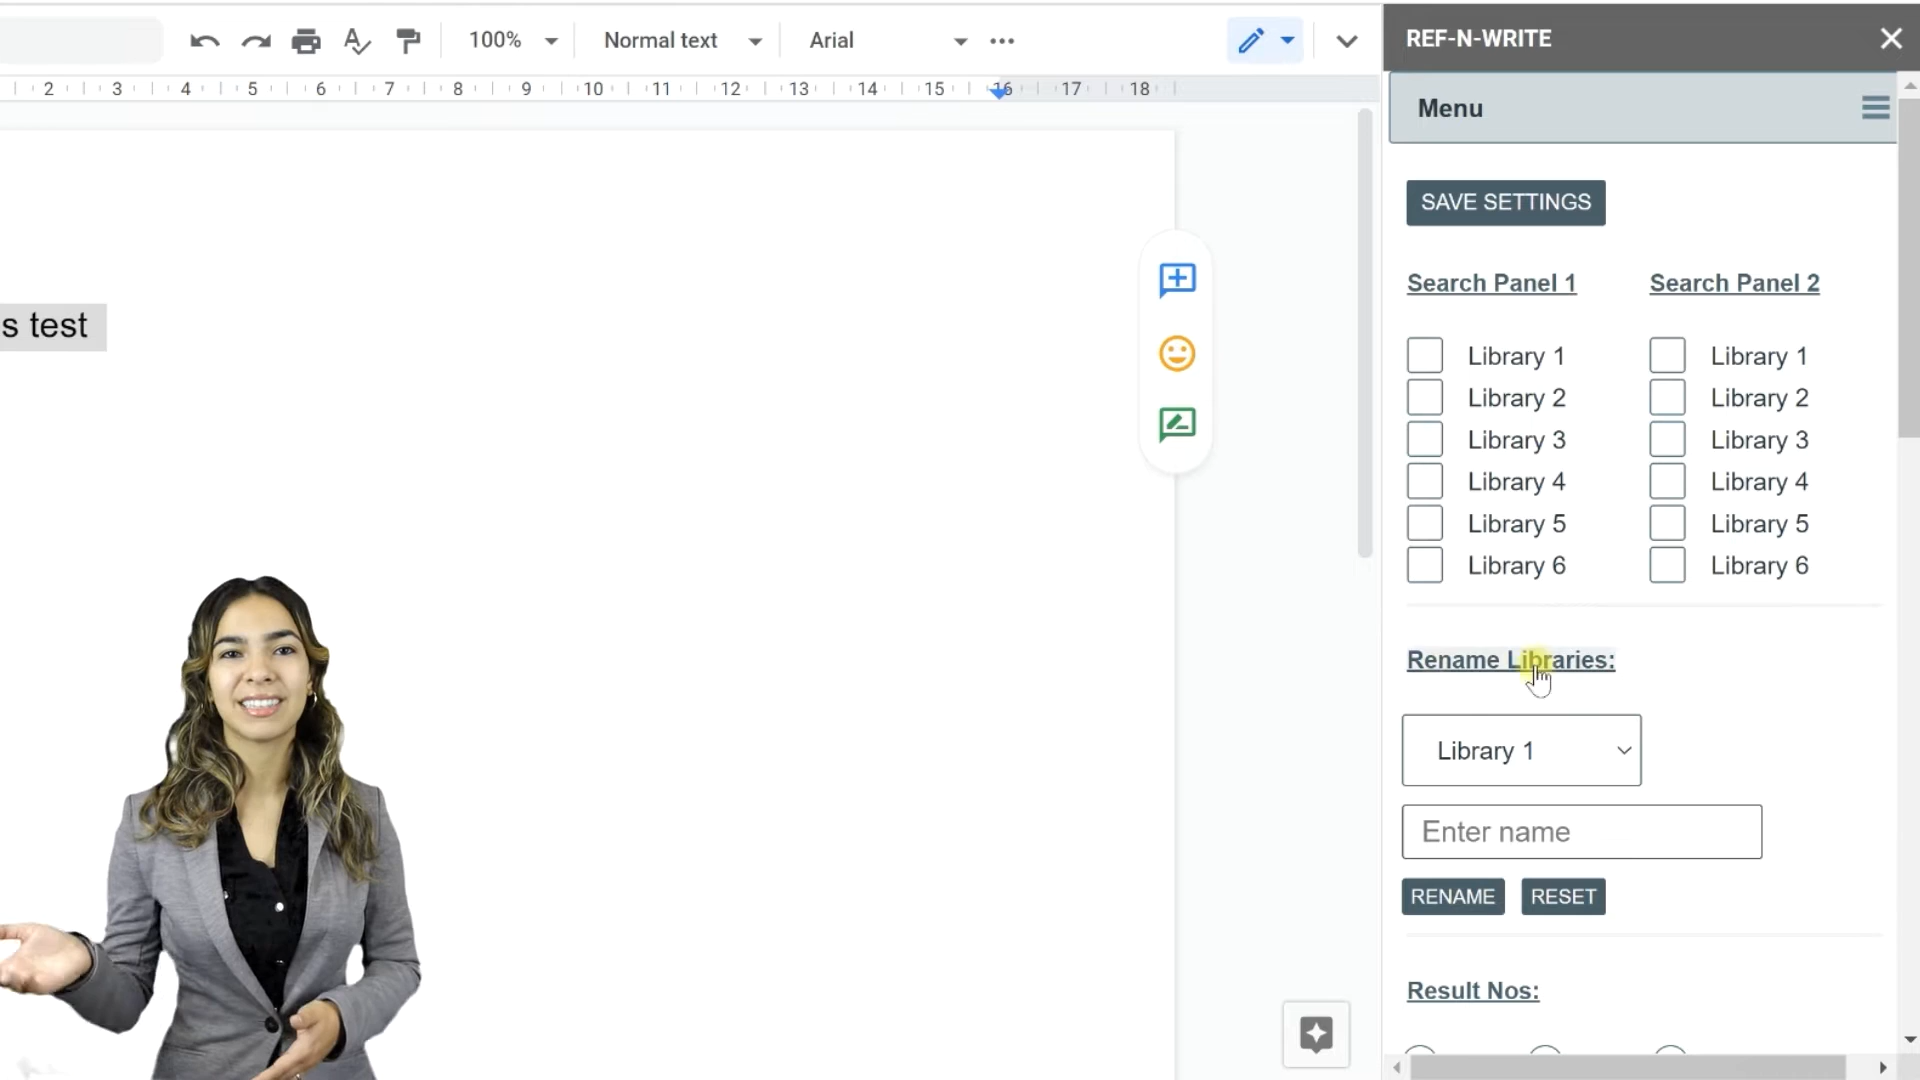 100%
Normal text
Arial
2 3 4 5 6 7 8 9 10 11 12 13 14 15 16 17 18
s test
REF-N-WRITE
Menu
SAVE SETTINGS
Search Panel 1
Search Panel 2
Library 1
Library 1
Library 2
Library 2
Library 3
Library 3
Library 4
Library 4
Library 5
Library 5
Library 6
Library 6
Rename Libraries:
Library 1
Enter name
RENAME
RESET
Result Nos: